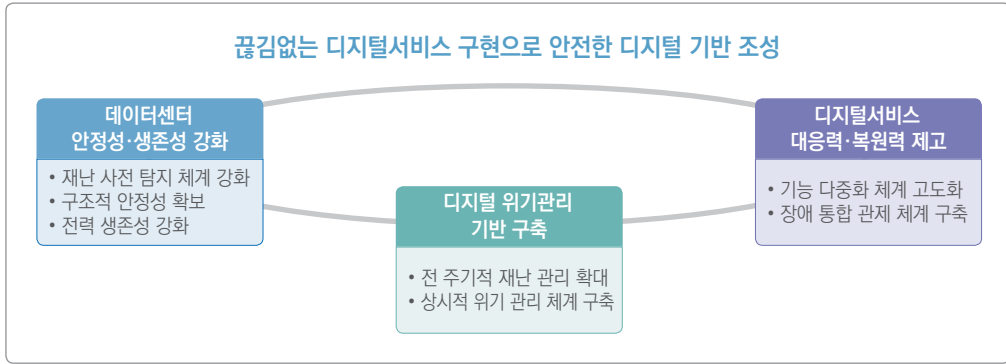 끊김없는 디지털서비스 구현으로 안전한 디지털 기반 조성
데이터센터
안정성·생존성 강화
• 재난 사전 탐지 체계 강화
• 구조적 안정성 확보
• 전력 생존성 강화
디지털 위기관리
기반 구축
• 전 주기적 재난 관리 확대
• 상시적 위기 관리 체계 구축
디지털서비스
대응력·복원력 제고
• 기능 다중화 체계 고도화
• 장애 통합 관제 체계 구축